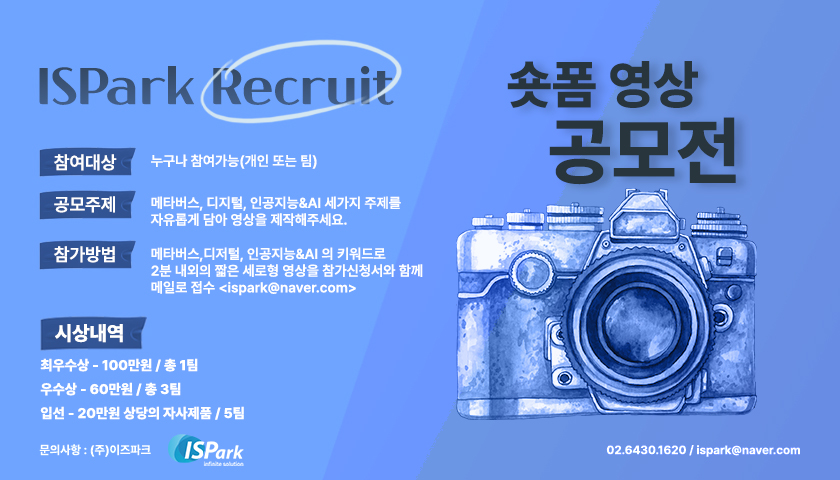 ISPark Recruit
숏폼 영상
공모전
참여대상
누구나 참여가능(개인 또는 팀)
공모주제
메타버스, 디지털, 인공지능&AI 세가지 주제를
자유롭게 담아 영상을 제작해주세요.
참가방법
메타버스,디저털, 인공지능&AI 의 키워드로
2분 내외의 짧은 세로형 영상을 참가신청서와 함께
메일로 접수 <ispark@naver.com>
시상내역
최우수상 - 100만원 / 총 1팀
우수상 - 60만원 / 총 3팀
입선 - 20만원 상당의 자사제품 / 5팀
문의사항 : (주)이즈파크
ISPark
infinite solution
02.6430.1620 / ispark@naver.com